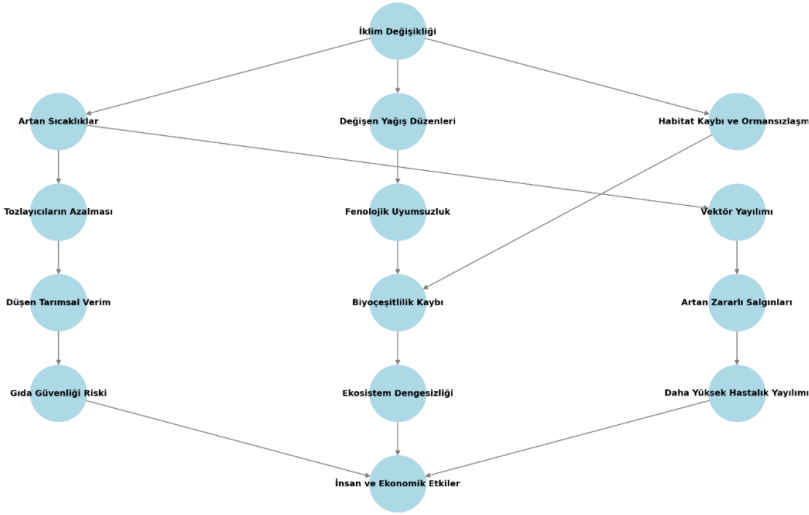 İklim Değişikliği
Artan Sıcaklıklar
Değişen Yağış Düzenleri
Habitat Kaybı ve Ormansızlaşm
Tozlayıcıların Azalması
Fenolojik Uyumsuzluk
Vektör Yayılımı
Düşen Tarımsal Verim
Biyoçeşitlilik Kaybı
Artan Zararlı Salgınları
Gıda Güvenliği Riski
Ekosistem Dengesizliği
Daha Yüksek Hastalık Yayılımı
İnsan ve Ekonomik Etkiler